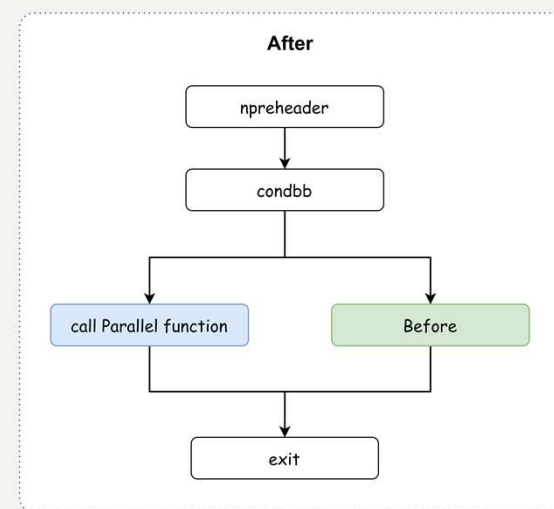 After
npreheader
condbb
call Parallel function
Before
exit